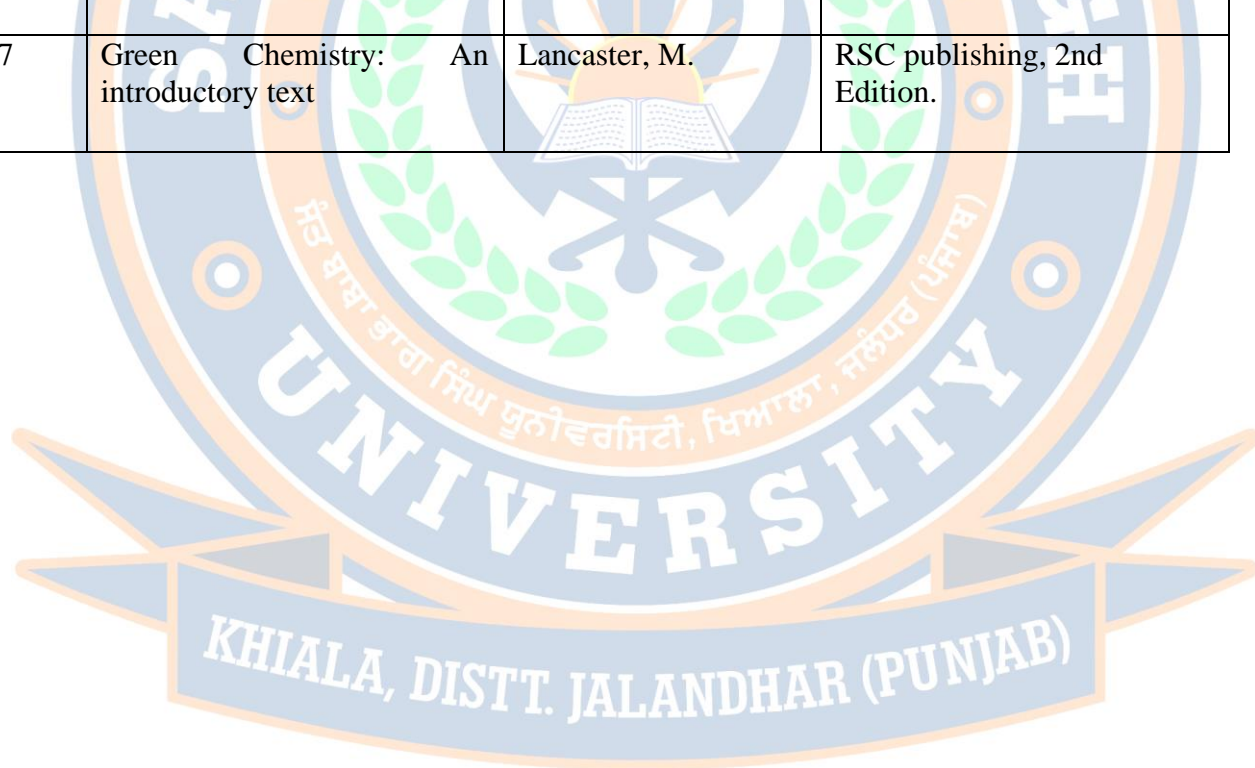 7 Green Chemistry: An Lancaster, M. RSC publishing, 2nd
introductory text Edition.
ਸੰਤ ਬਾਬਾ ਭਾਗ ਸਿੰਘ ਯੂਨੀਵਰਸਿਟੀ, ਖਿਆਲਾ, ਜਲੰਧਰ (ਪੰਜਾਬ)
UNIVERSITY
KHIALA, DISTT. JALANDHAR (PUNJAB)